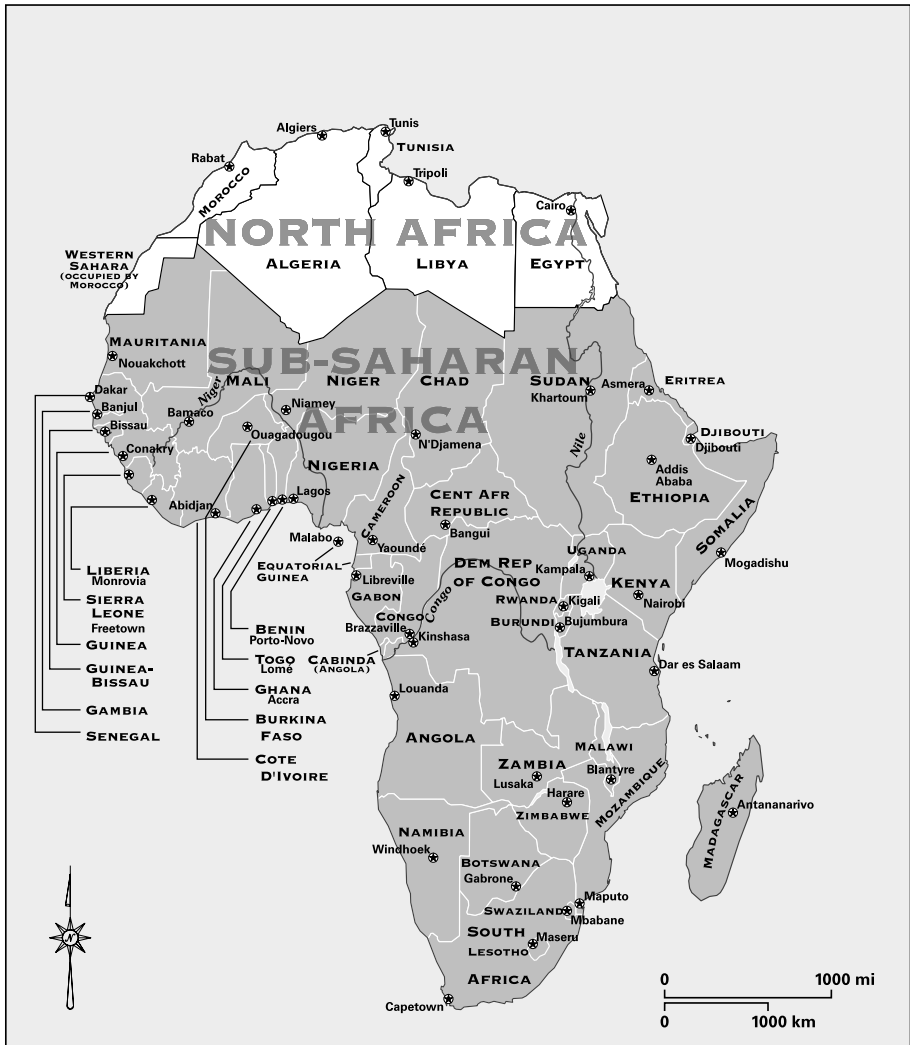 Algiers
Tunis
TUNISIA
Rabat
Tripoli
MOROCCO
Cairo
NORTH AFRICA
WESTERN
SAHARA
(OCCUPIED BY
MOROCCO)
ALGERIA
LIBYA
EGYPT
MAURITANIA
Nouakchott
SUB-SAHARAN
AFRICA
MALI
NIGER
CHAD
SUDAN
Khartoum
Asmera
ERITREA
Dakar
Banjul
Bissau
Bamaco
Niger
Niamey
Ouagadougou
N'Djamena
Nile
DJIBOUTI
Djibouti
Conakry
NIGERIA
Addis
Ababa
ETHIOPIA
SOMALIA
Abidjan
Lagos
CAMEROON
CENT AFR
REPUBLIC
Bangui
Malabo
Yaoundé
EQUATORIAL
GUINEA
Libreville
GABON
DEM REP
OF CONGO
UGANDA
Kampala
KENYA
Nairobi
Mogadishu
LIBERIA
Monrovia
SIERRA
LEONE
Freetown
GUINEA
GUINEA-
BISSAU
GAMBIA
SENEGAL
BENIN
Porto-Novo
TOGO
Lomé
GHANA
Accra
BURKINA
FASO
COTE
D'IVOIRE
CONGO
Congo
Brazzaville
Kinshasa
CABINDA
(ANGOLA)
RWANDA
Kigali
BURUNDI
Bujumbura
TANZANIA
Dar es Salaam
Louanda
ANGOLA
ZAMBIA
Lusaka
MALAWI
Blantyre
Harare
ZIMBABWE
MOZAMBIQUE
MADAGASCAR
Antananarivo
NAMIBIA
Windhoek
BOTSWANA
Gabrone
Maputo
SWAZILAND
Mbabane
SOUTH
AFRICA
Maseru
LESOTHO
Capetown
N
0 1000 mi
0 1000 km